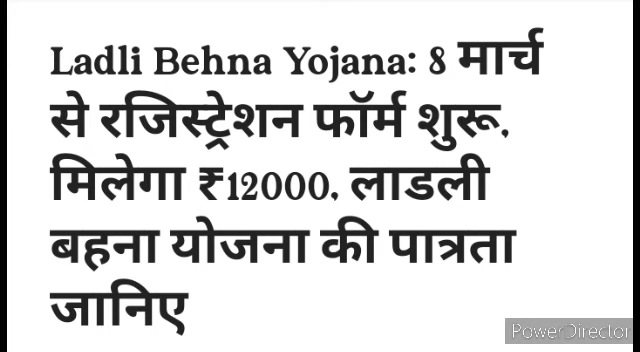 Ladli Behna Yojana: 8 मार्च
से रजिस्ट्रेशन फॉर्म शुरू,
मिलेगा ₹12000, लाडली
बहना योजना की पात्रता
जानिए
PowerDirector